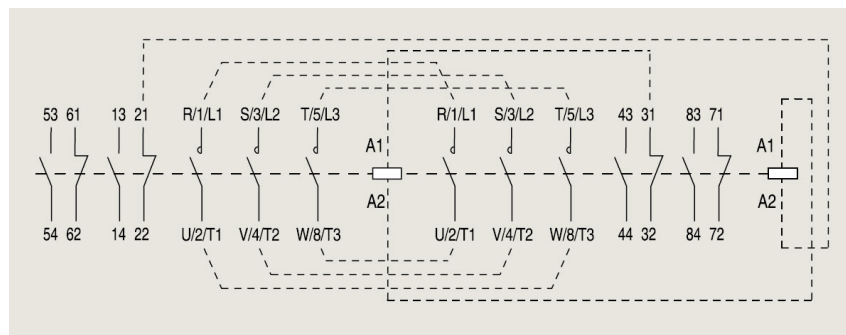 53 61 13 21 R/1/L1 S/3/L2 T/5/L3 R/1/L1 S/3/L2 T/5/L3 43 31 83 71
A1 A1
A2 A2
54 62 14 22 U/2/T1 V/4/T2 W/8/T3 U/2/T1 V/4/T2 W/8/T3 44 32 84 72